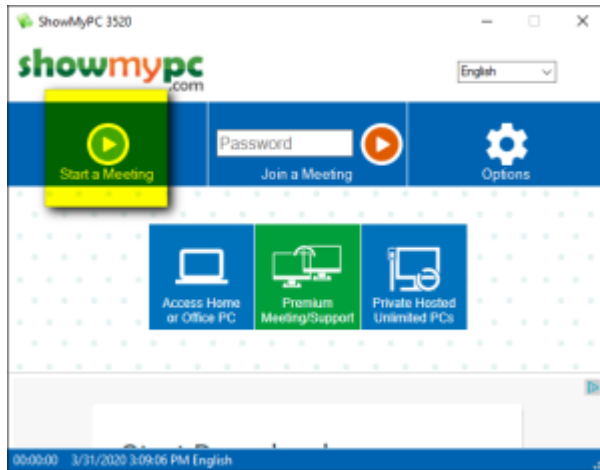 ShowMyPC 3520
showmypc
.com
English
Start a Meeting
Password
Join a Meeting
Options
Access Home
or Office PC
Premium
Meeting/Support
Private Hosted
Unlimited PCs
00:00:00 3/31/2020 3:09:06 PM English